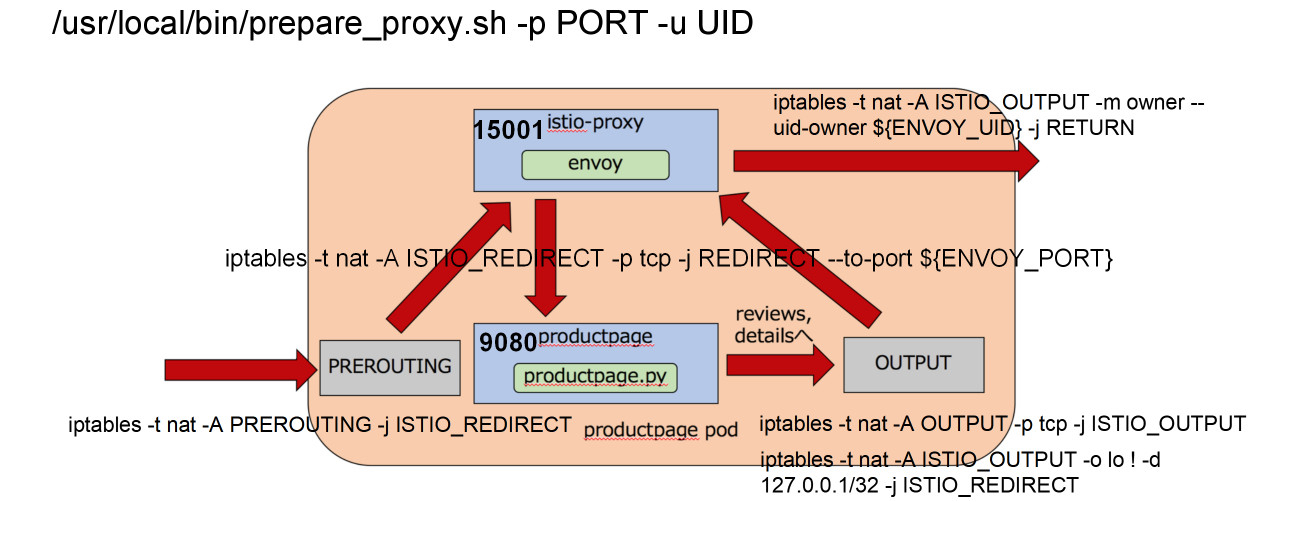 /usr/local/bin/prepare_proxy.sh -p PORT -u UID
iptables -t nat -A ISTIO_OUTPUT -m owner --
uid-owner ${ENVOY_UID} -j RETURN
15001
istio-proxy
envoy
iptables -t nat -A ISTIO_REDIRECT -p tcp -j REDIRECT --to-port ${ENVOY_PORT}
reviews,
details^
9080
productpage
productpage.py
PREROUTING
OUTPUT
iptables -t nat -A PREROUTING -j ISTIO_REDIRECT
productpage pod
iptables -t nat -A OUTPUT -p tcp -j ISTIO_OUTPUT
iptables -t nat -A ISTIO_OUTPUT -o lo ! -d
127.0.0.1/32 -j ISTIO_REDIRECT